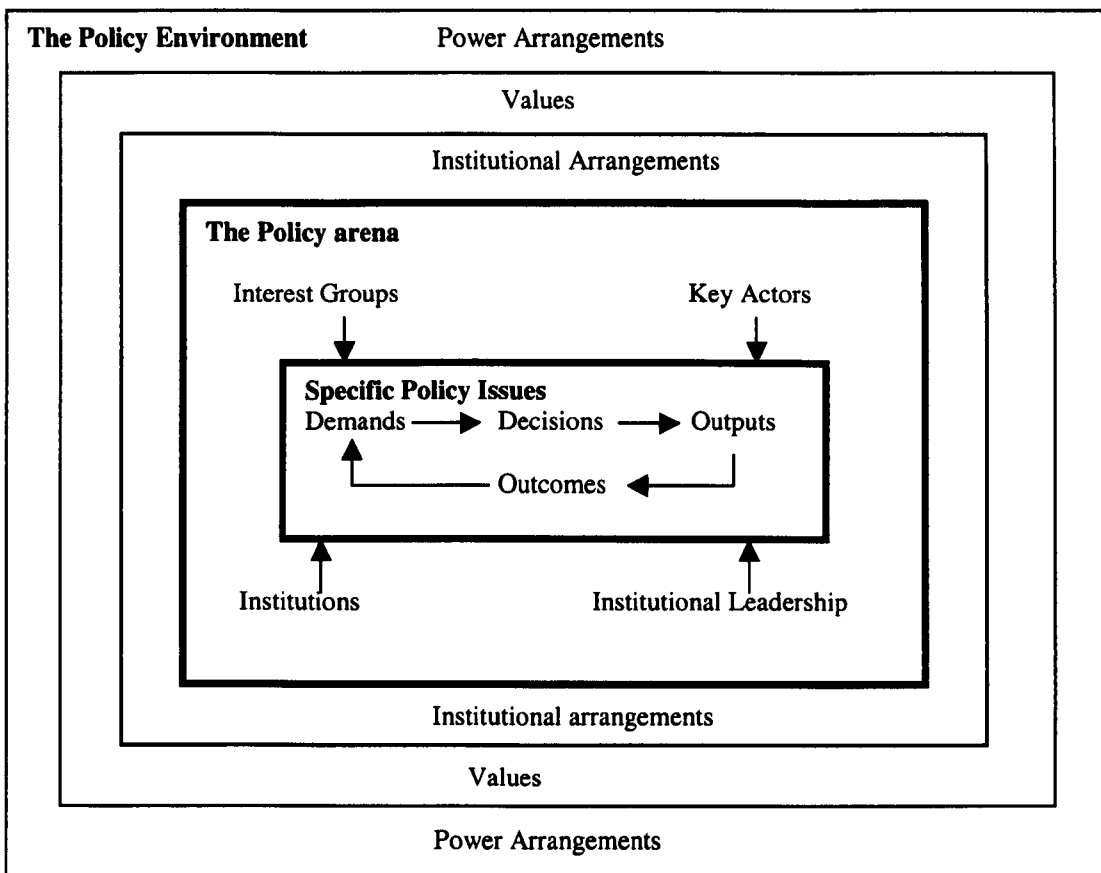 The Policy Environment Power Arrangements
Values
Institutional Arrangements
The Policy arena
Interest Groups Key Actors
Specific Policy Issues
Demands Decisions Outputs
Outcomes
Institutions Institutional Leadership
Institutional arrangements
Values
Power Arrangements